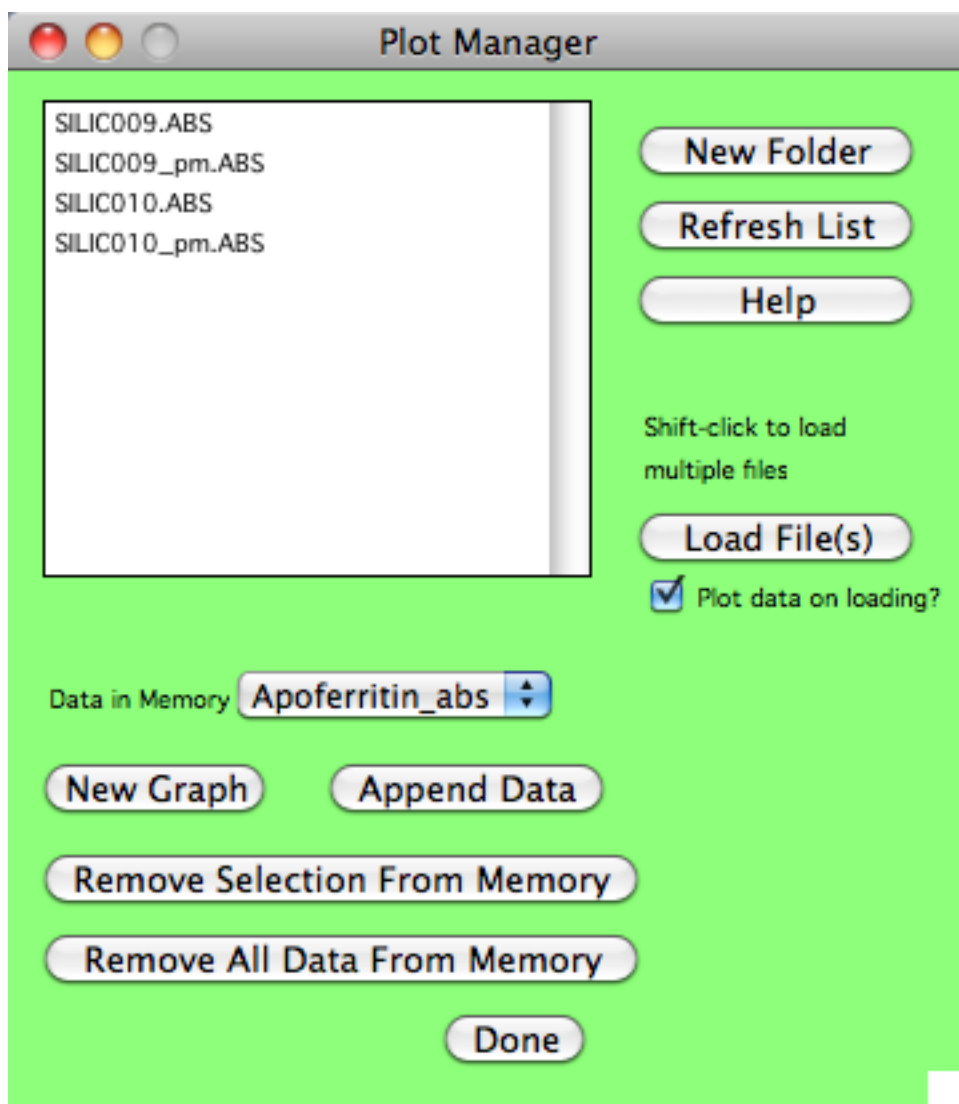 Plot Manager
SILIC009.ABS
SILIC009_pm.ABS
SILIC010.ABS
SILIC010_pm.ABS
New Folder
Refresh List
Help
Shift-click to load
multiple files
Load File(s)
Plot data on loading?
Data in Memory Apoferritin_abs
New Graph Append Data
Remove Selection From Memory
Remove All Data From Memory
Done